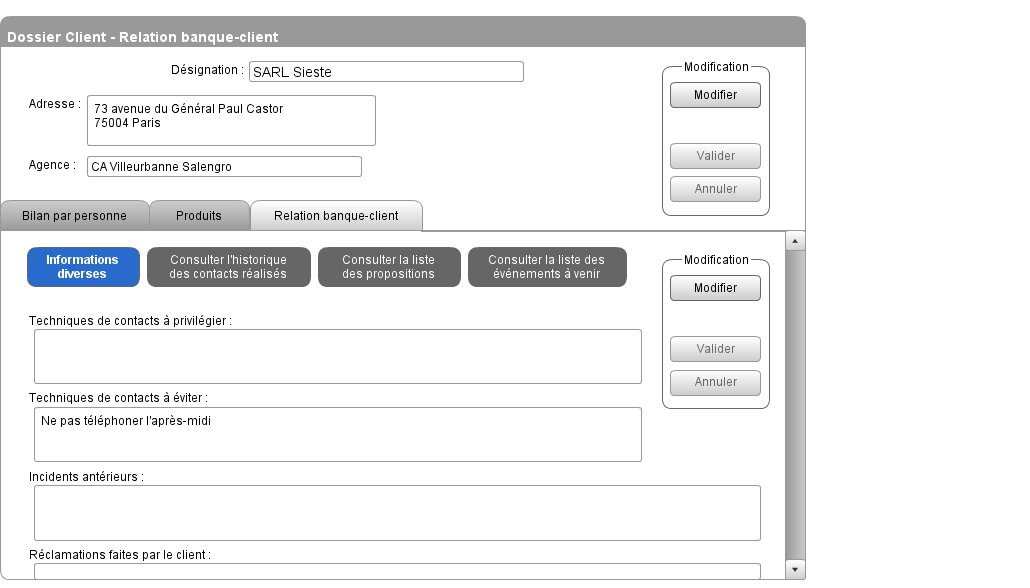 Dossier Client - Relation banque-client
Désignation : SARL Sieste
Modification
Adresse : 73 avenue du Général Paul Castor
75004 Paris
Modifier
Agence : CA Villeurbanne Salengro
Valider
Annuler
Bilan par personne Produits Relation banque-client
Informations
diverses
Consulter l'historique
des contacts réalisés
Consulter la liste
des propositions
Consulter la liste des
événements à venir
Modification
Modifier
Valider
Annuler
Techniques de contacts à privilégier :
Techniques de contacts à éviter :
Ne pas téléphoner l'après-midi
Incidents antérieurs :
Réclamations faites par le client :